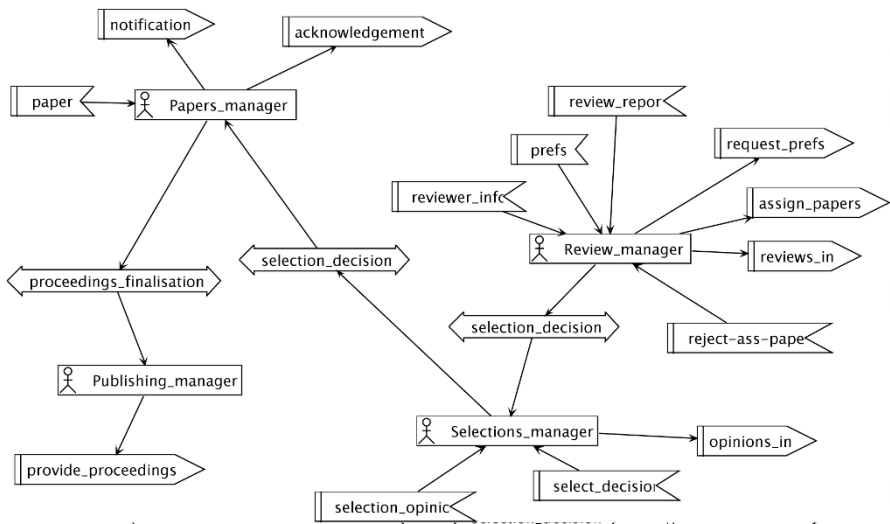 notification
acknowledgement
paper
Papers_manager
review_repor
prefs
request_prefs
reviewer_info
assign_papers
Review_manager
selection_decision
reviews_in
proceedings_finalisation
selection_decision
reject-ass-pape
Publishing_manager
Selections_manager
opinions_in
provide_proceedings
select_decision
selection_opinic